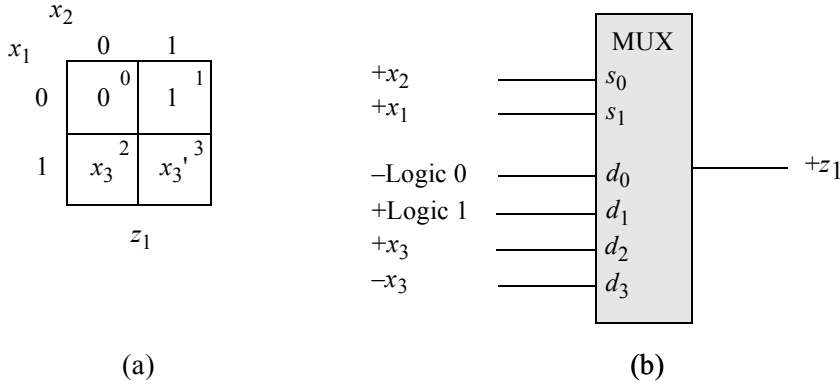 x₂
0 1
x₁
0 0 0 1 1
1 x₃ 2 x₃' 3
z₁
(a)
MUX
+x₂ s₀
+x₁ s₁
–Logic 0 d₀
+z₁
+Logic 1 d₁
+x₃ d₂
–x₃ d₃
(b)